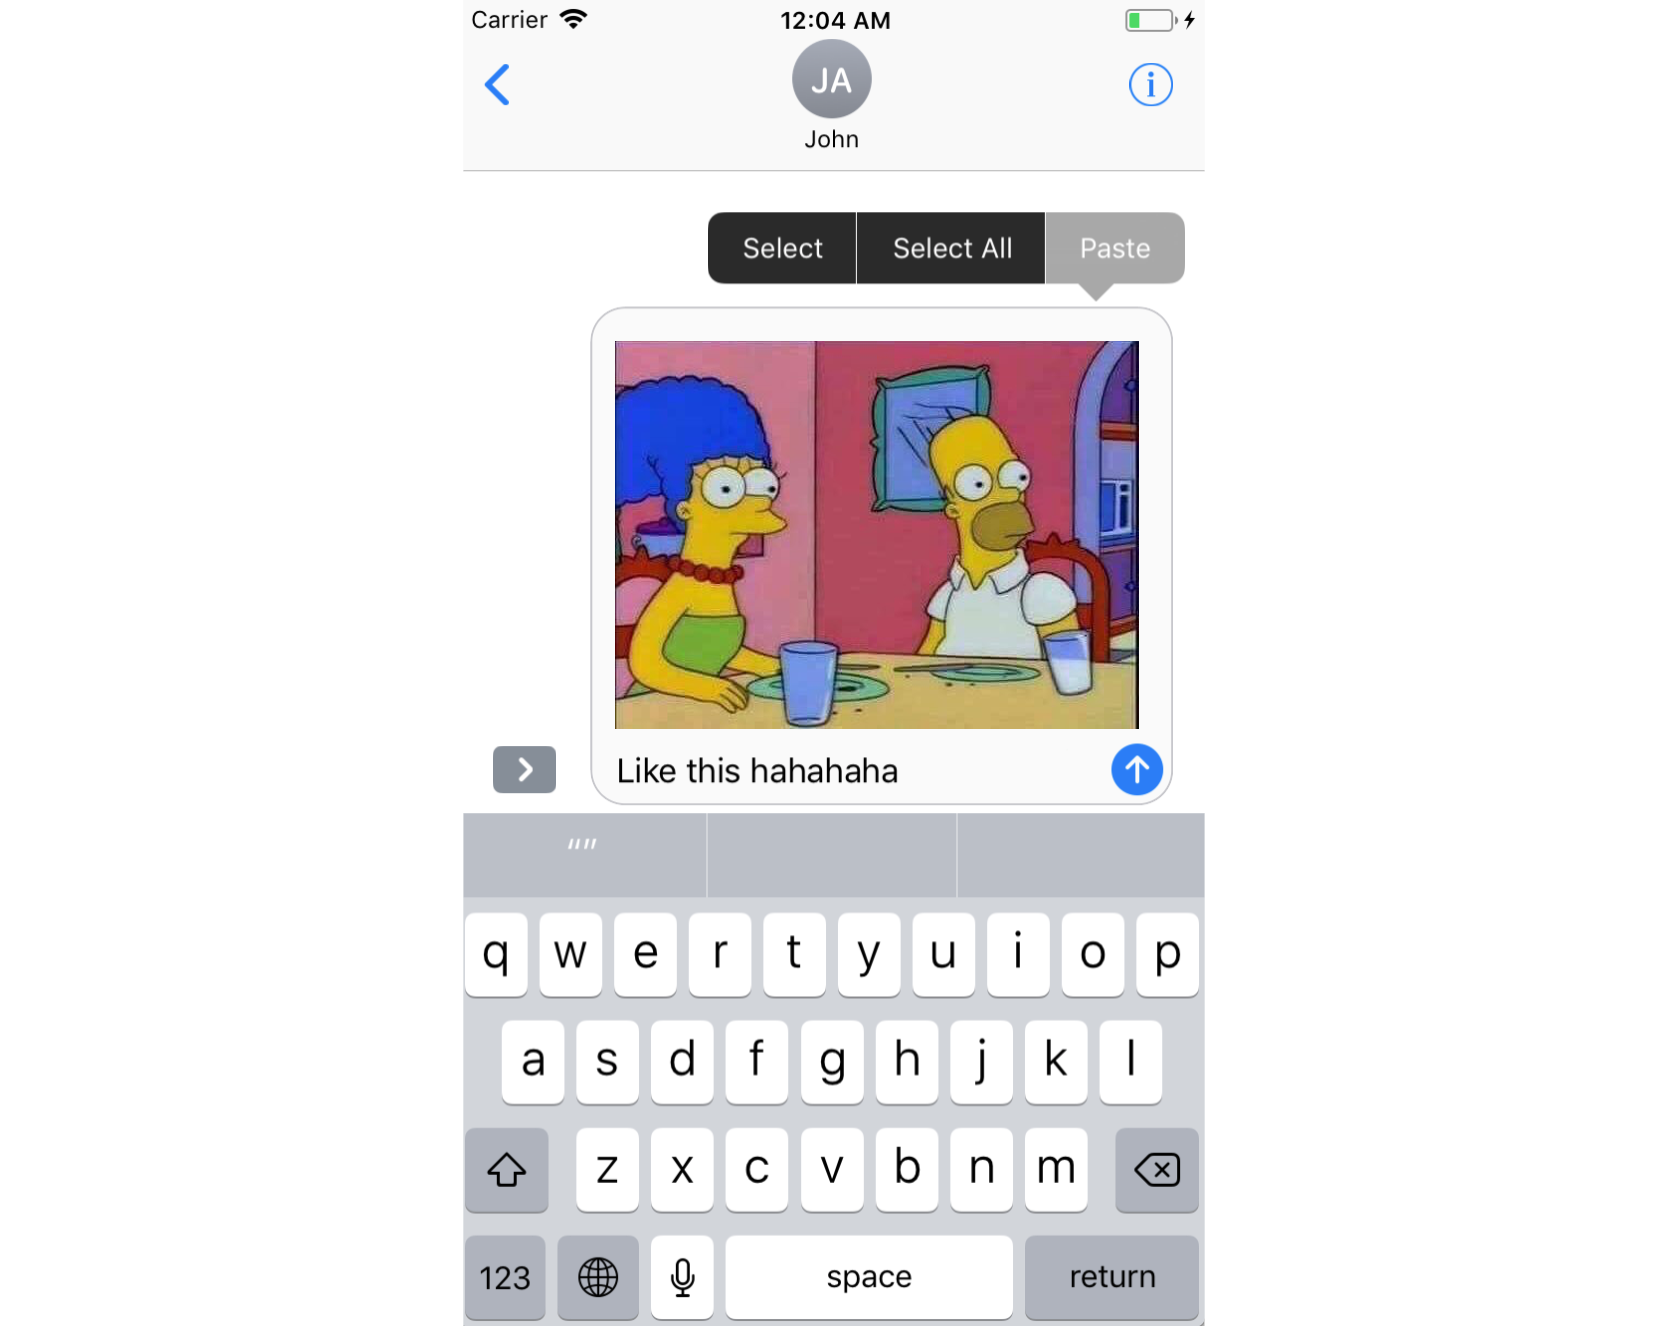 Carrier 12:04 AM
JA
John
Select Select All Paste
Like this hahahaha
“”
q w e r t y u i o p
a s d f g h j k l
z x c v b n m
123 space return